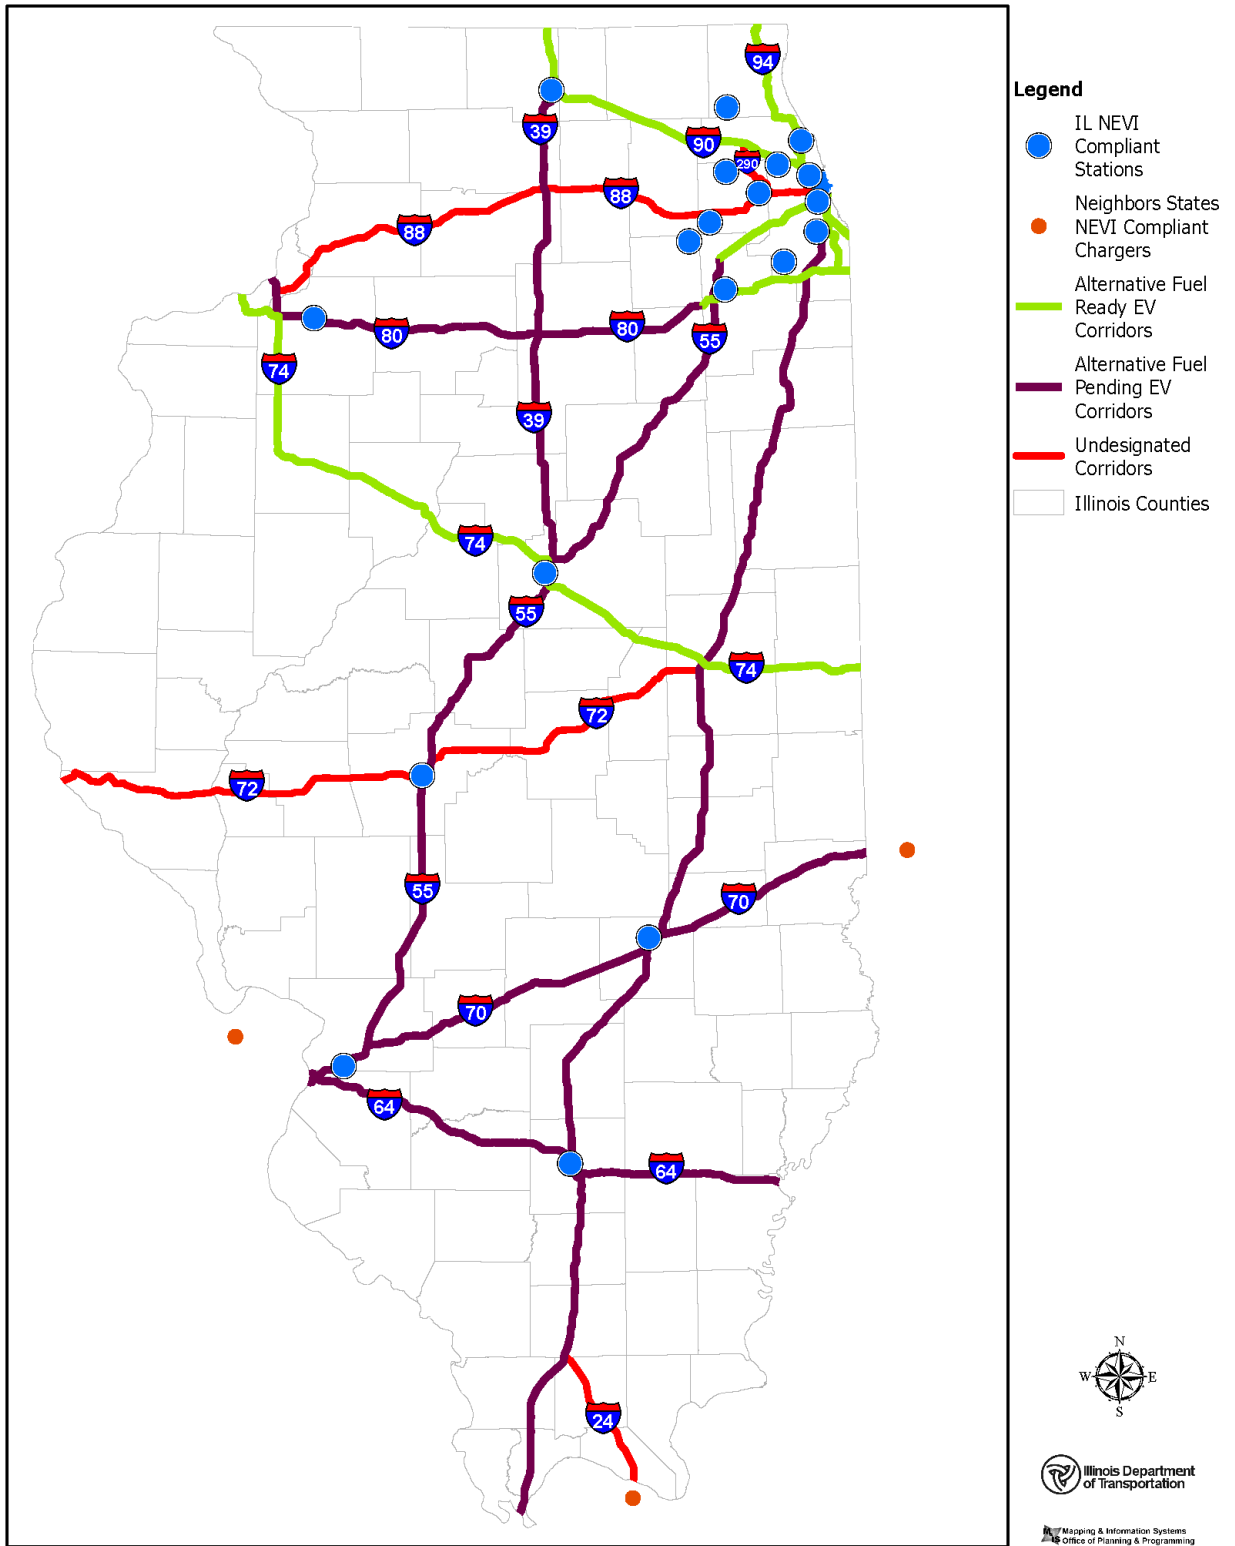 94
39
90
290
88
88
80
80
55
74
39
74
55
74
72
72
55
70
70
64
64
24
Legend
IL NEVI
Compliant
Stations
Neighbors States
NEVI Compliant
Chargers
Alternative Fuel
Ready EV
Corridors
Alternative Fuel
Pending EV
Corridors
Undesignated
Corridors
Illinois Counties
N
W
E
S
Illinois Department
of Transportation
Mapping & Information Systems
Office of Planning & Programming